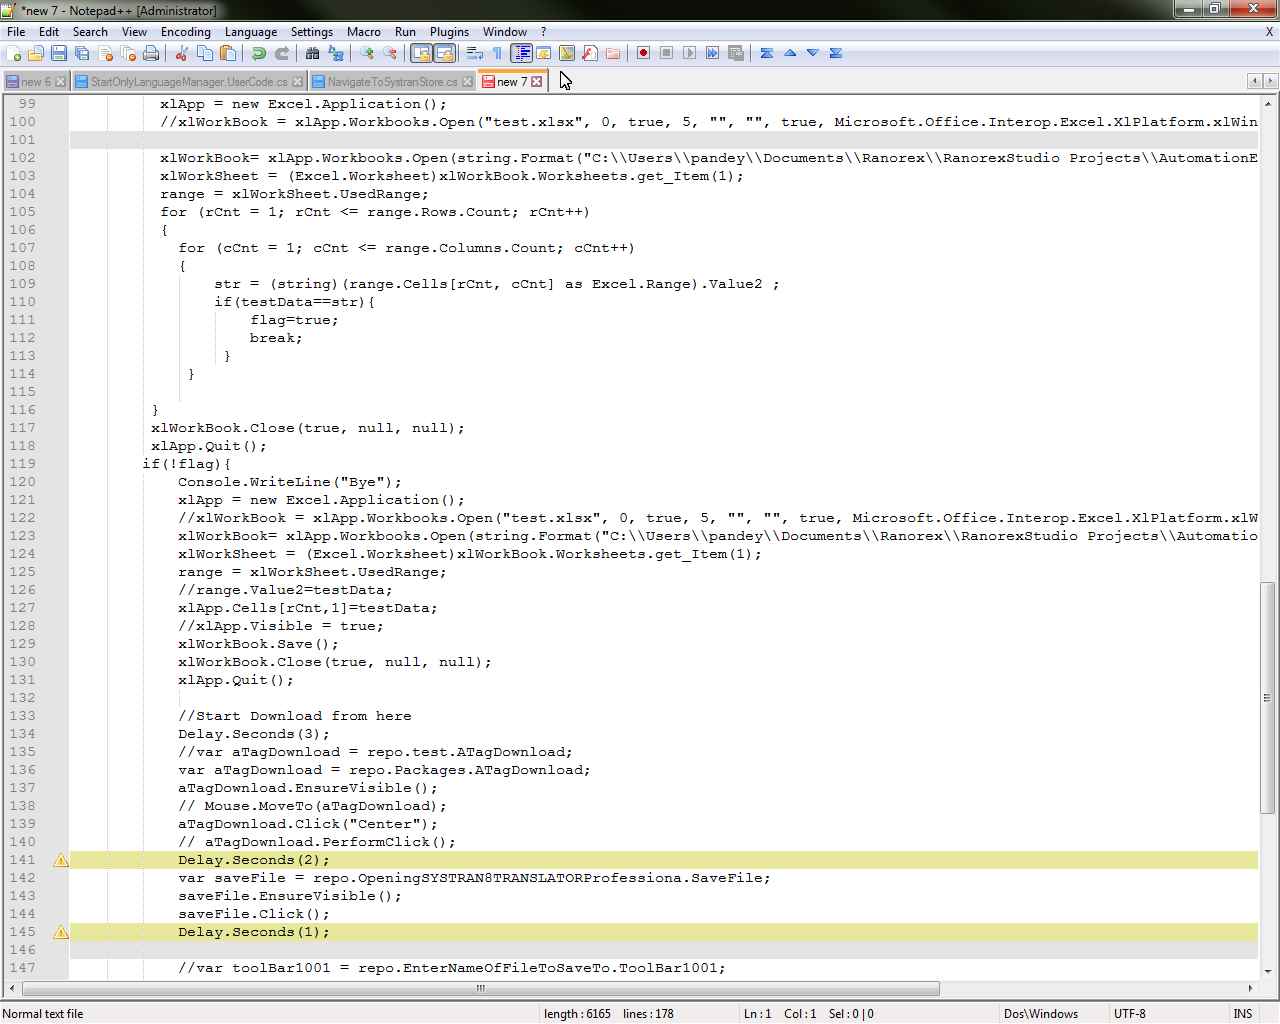 *new 7 - Notepad++ [Administrator]
File Edit Search View Encoding Language Settings Macro Run Plugins Window ? X
new 6 StartOnlyLanguageManager.UserCode.cs NavigateToSystranStore.cs new 7
99 xlApp = new Excel.Application();
100 //xlWorkBook = xlApp.Workbooks.Open("test.xlsx", 0, true, 5, "", "", true, Microsoft.Office.Interop.Excel.XlPlatform.xlWin
101
102 xlWorkBook= xlApp.Workbooks.Open(string.Format("C:\\Users\\pandey\\Documents\\Ranorex\\RanorexStudio Projects\\AutomationE
103 xlWorkSheet = (Excel.Worksheet)xlWorkBook.Worksheets.get_Item(1);
104 range = xlWorkSheet.UsedRange;
105 for (rCnt = 1; rCnt <= range.Rows.Count; rCnt++)
106 {
107 for (cCnt = 1; cCnt <= range.Columns.Count; cCnt++)
108 {
109 str = (string)(range.Cells[rCnt, cCnt] as Excel.Range).Value2 ;
110 if(testData==str){
111 flag=true;
112 break;
113 }
114 }
115
116 }
117 xlWorkBook.Close(true, null, null);
118 xlApp.Quit();
119 if(!flag){
120 Console.WriteLine("Bye");
121 xlApp = new Excel.Application();
122 //xlWorkBook = xlApp.Workbooks.Open("test.xlsx", 0, true, 5, "", "", true, Microsoft.Office.Interop.Excel.XlPlatform.xlW
123 xlWorkBook= xlApp.Workbooks.Open(string.Format("C:\\Users\\pandey\\Documents\\Ranorex\\RanorexStudio Projects\\Automatio
124 xlWorkSheet = (Excel.Worksheet)xlWorkBook.Worksheets.get_Item(1);
125 range = xlWorkSheet.UsedRange;
126 //range.Value2=testData;
127 xlApp.Cells[rCnt,1]=testData;
128 //xlApp.Visible = true;
129 xlWorkBook.Save();
130 xlWorkBook.Close(true, null, null);
131 xlApp.Quit();
132
133 //Start Download from here
134 Delay.Seconds(3);
135 //var aTagDownload = repo.test.ATagDownload;
136 var aTagDownload = repo.Packages.ATagDownload;
137 aTagDownload.EnsureVisible();
138 // Mouse.MoveTo(aTagDownload);
139 aTagDownload.Click("Center");
140 // aTagDownload.PerformClick();
141 Delay.Seconds(2);
142 var saveFile = repo.OpeningSYSTRAN8TRANSLATORProfessiona.SaveFile;
143 saveFile.EnsureVisible();
144 saveFile.Click();
145 Delay.Seconds(1);
146
147 //var toolBar1001 = repo.EnterNameOfFileToSaveTo.ToolBar1001;
Normal text file length : 6165 lines : 178 Ln : 1 Col : 1 Sel : 0 | 0 Dos\Windows UTF-8 INS